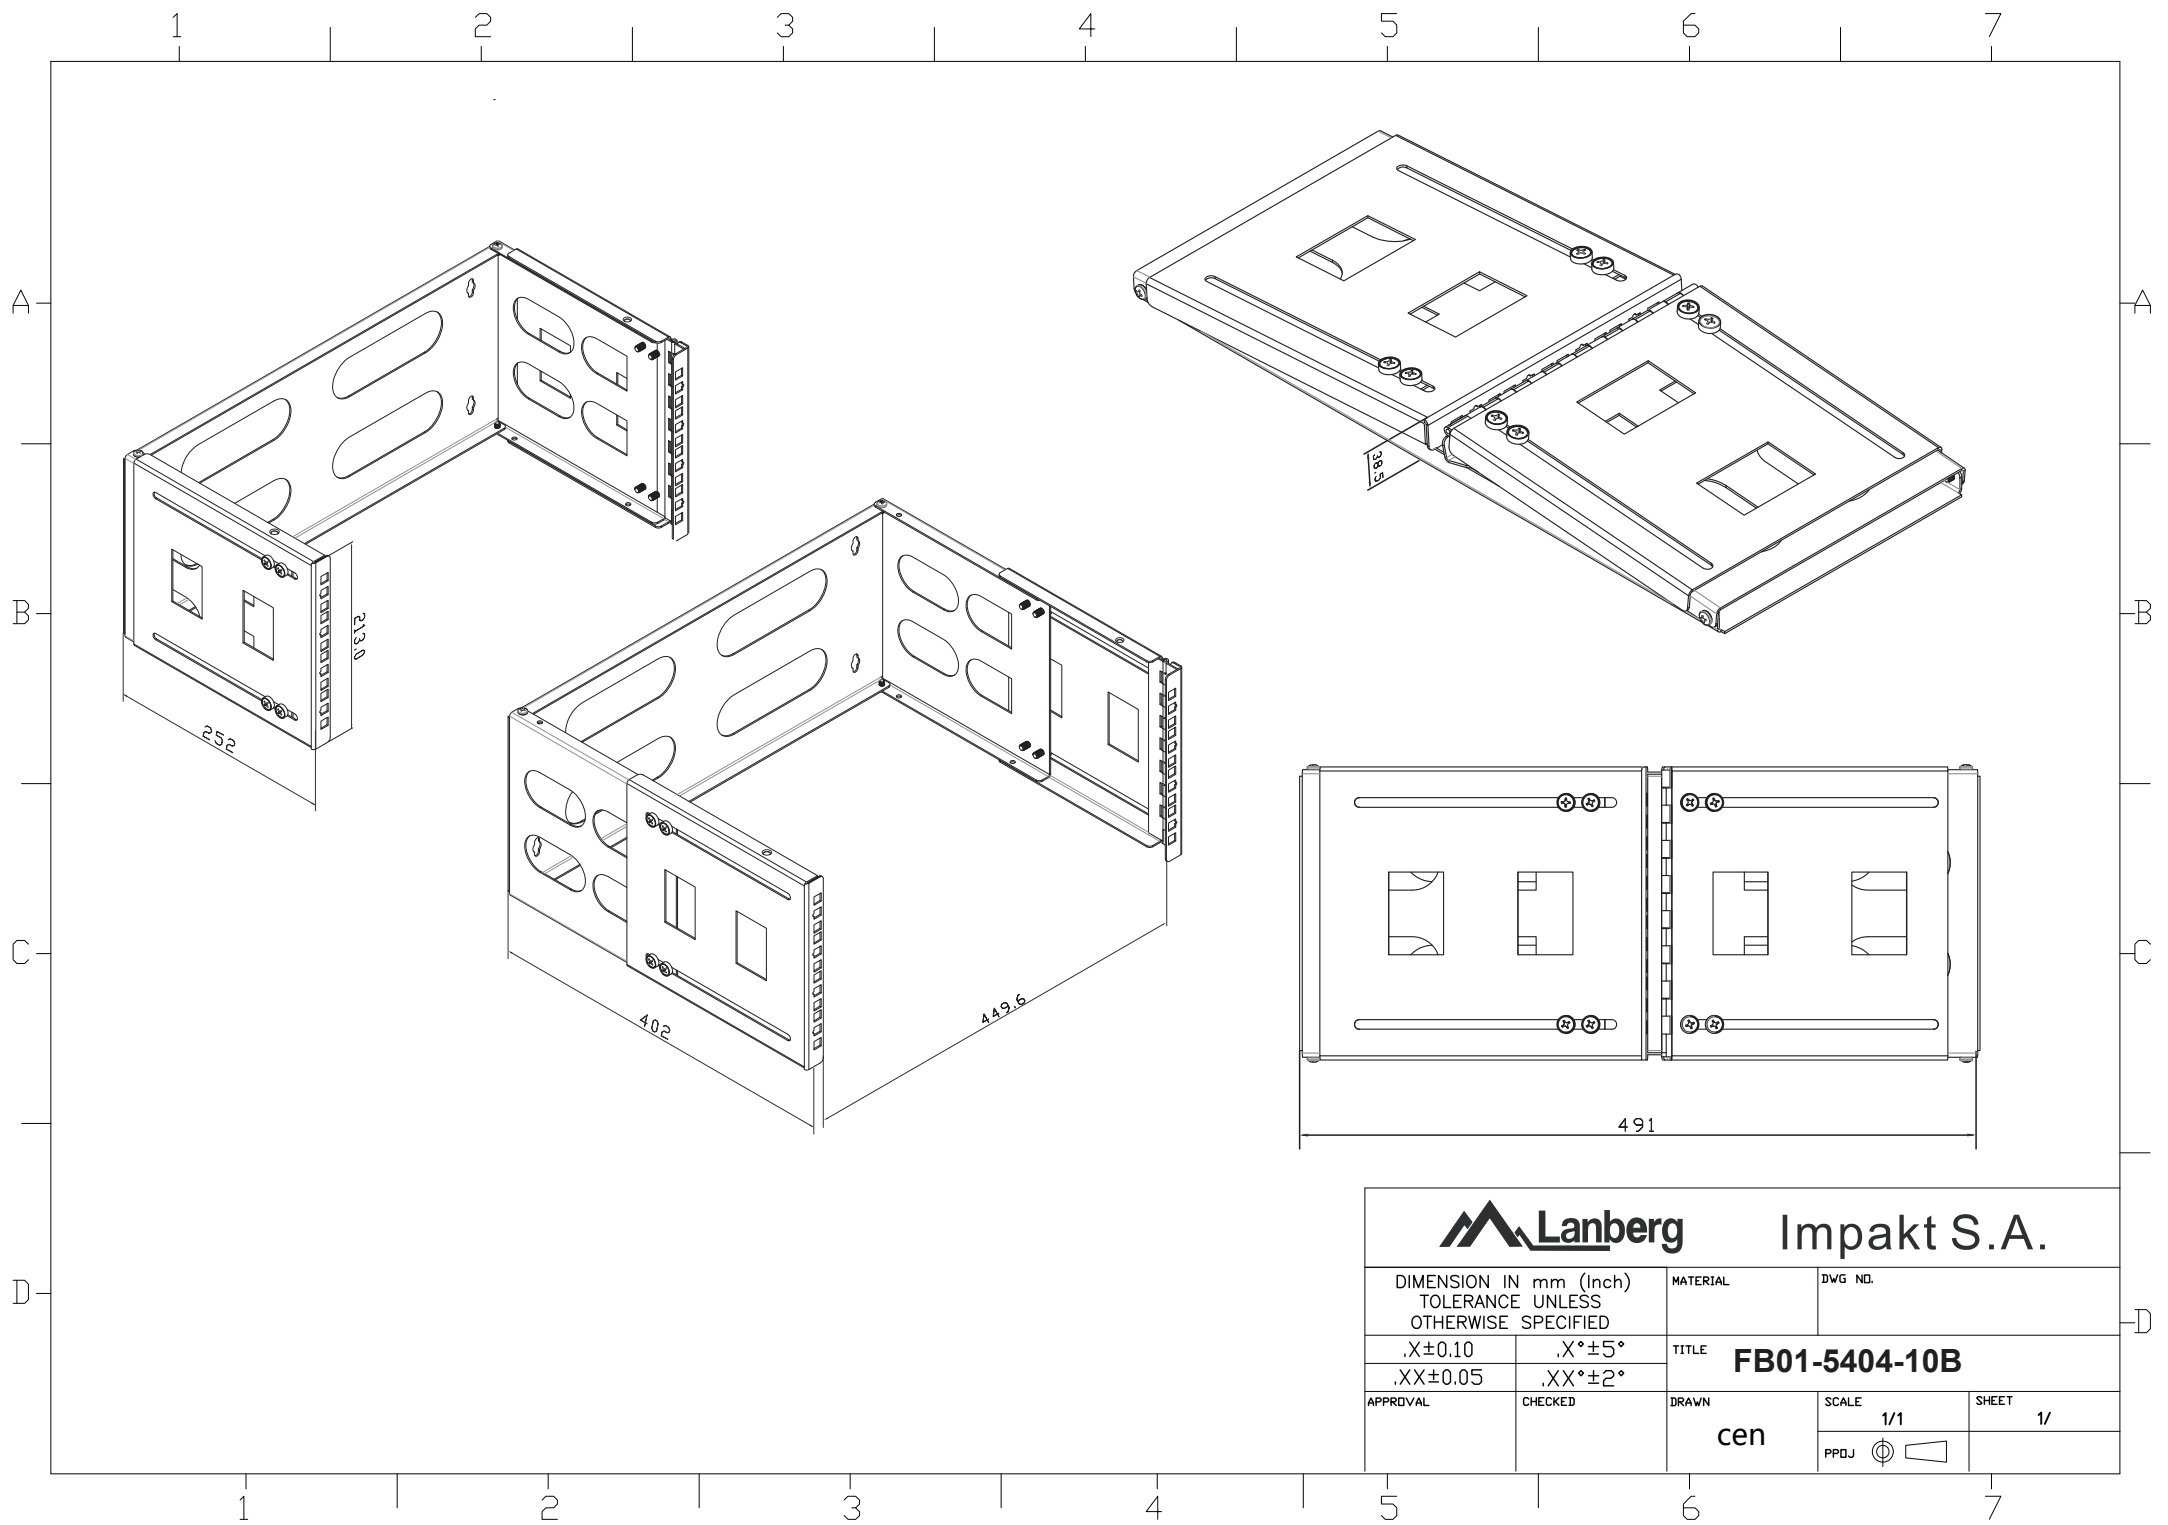 1 2 3 4 5 6 7
A A
B B
C C
D D
213.0
252
402
449.6
38.5
491
Lanberg Impakt S.A.
DIMENSION IN mm (Inch)
TOLERANCE UNLESS
OTHERWISE SPECIFIED
MATERIAL
DWG NO.
.X±0.10 .X°±5°
.XX±0.05 .XX°±2°
TITLE FB01-5404-10B
APPROVAL CHECKED DRAWN SCALE SHEET
cen
1/1 1/
PPOJ
1 2 3 4 5 6 7